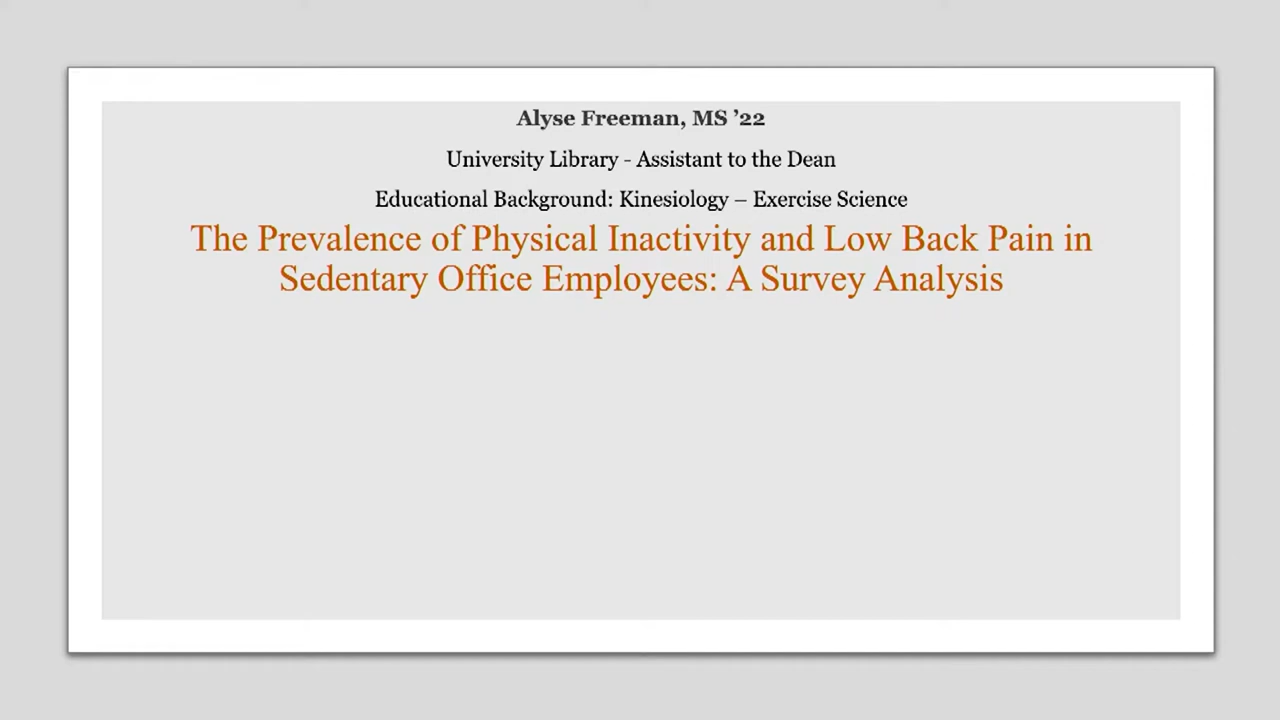 Alyse Freeman, MS ’22
University Library - Assistant to the Dean
Educational Background: Kinesiology – Exercise Science
The Prevalence of Physical Inactivity and Low Back Pain in
Sedentary Office Employees: A Survey Analysis